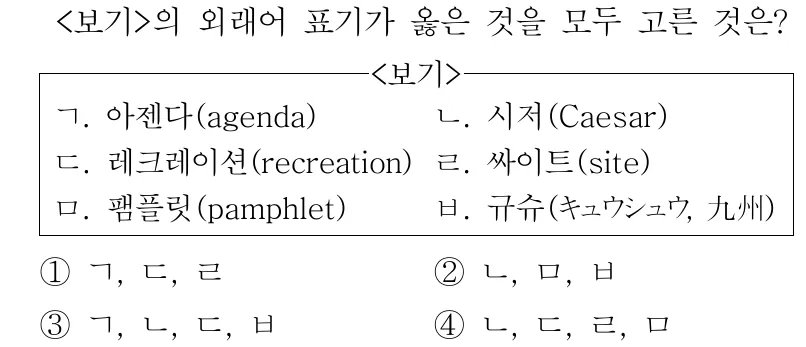 <보기>의 외래어 표기가 옳은 것을 모두 고른 것은?
<보기>
ㄱ. 아젠다(agenda) ㄴ. 시저(Caesar)
ㄷ. 레크레이션(recreation) ㄹ. 싸이트(site)
ㅁ. 팸플릿(pamphlet) ㅂ. 규슈(キュウシュウ, 九州)
① ㄱ, ㄷ, ㄹ ② ㄴ, ㅁ, ㅂ
③ ㄱ, ㄴ, ㄷ, ㅂ ④ ㄴ, ㄷ, ㄹ, ㅁ